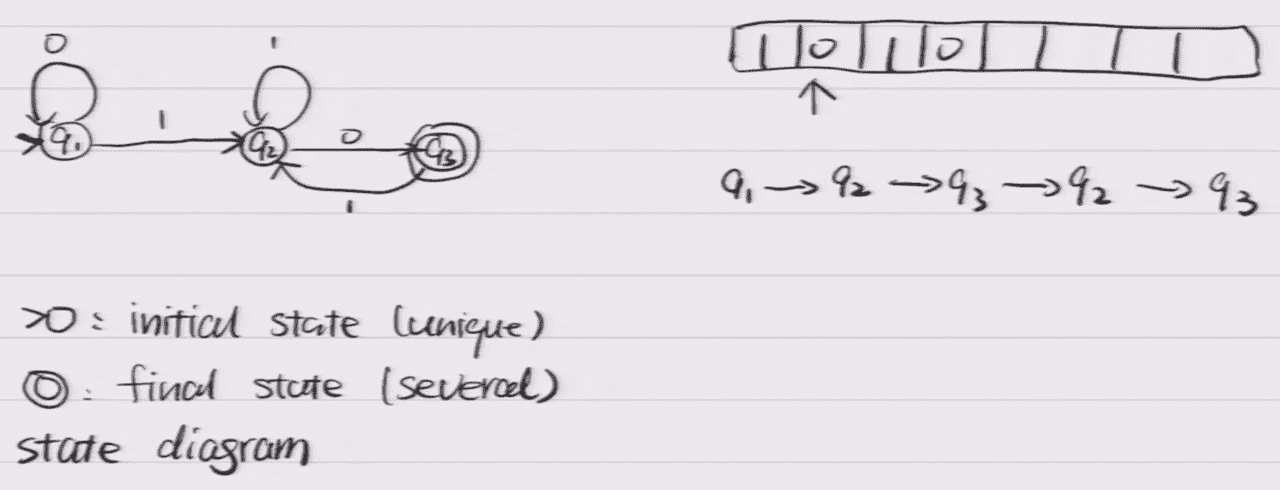 0 1
q₁ 1 q₂ 0 q₃
1
1 0 1 0
q₁ → q₂ → q₃ → q₂ → q₃
>O : initial state (unique)
◎ : final state (several)
state diagram